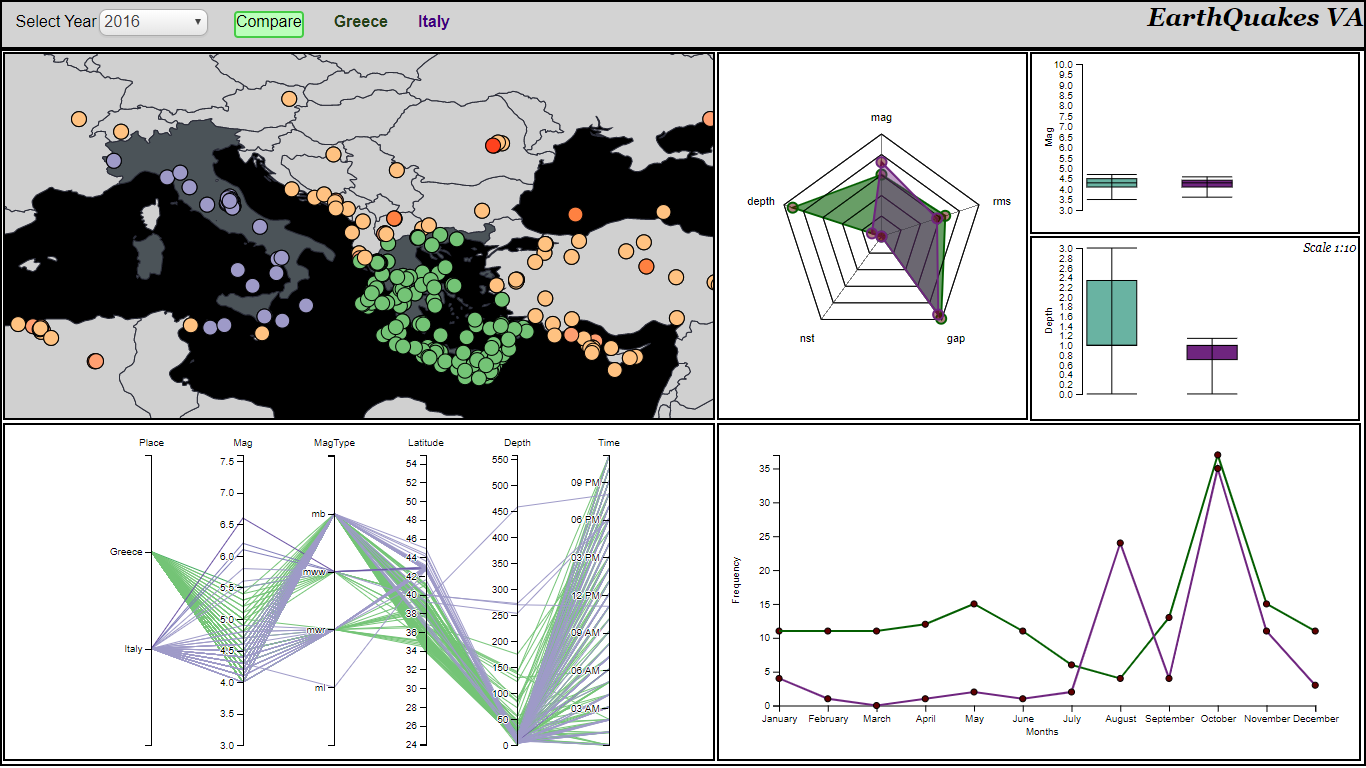 Select Year 2016 Compare Greece Italy EarthQuakes VA
mag
rms
gap
nst
depth
Mag
10.0
9.5
9.0
8.5
8.0
7.5
7.0
6.5
6.0
5.5
5.0
4.5
4.0
3.5
3.0
Scale 1:10
Depth
3.0
2.8
2.6
2.4
2.2
2.0
1.8
1.6
1.4
1.2
1.0
0.8
0.6
0.4
0.2
0.0
Place Mag MagType Latitude Depth Time
Greece
Italy
7.5
7.0
6.5
6.0
5.5
5.0
4.5
4.0
3.5
3.0
mb
mww
mwr
ml
54
52
50
48
46
44
42
40
38
36
34
32
30
28
26
24
550
500
450
400
350
300
250
200
150
100
50
0
09 PM
06 PM
03 PM
12 PM
09 AM
06 AM
03 AM
Frequency
35
30
25
20
15
10
5
0
January February March April May June July August September October November December
Months